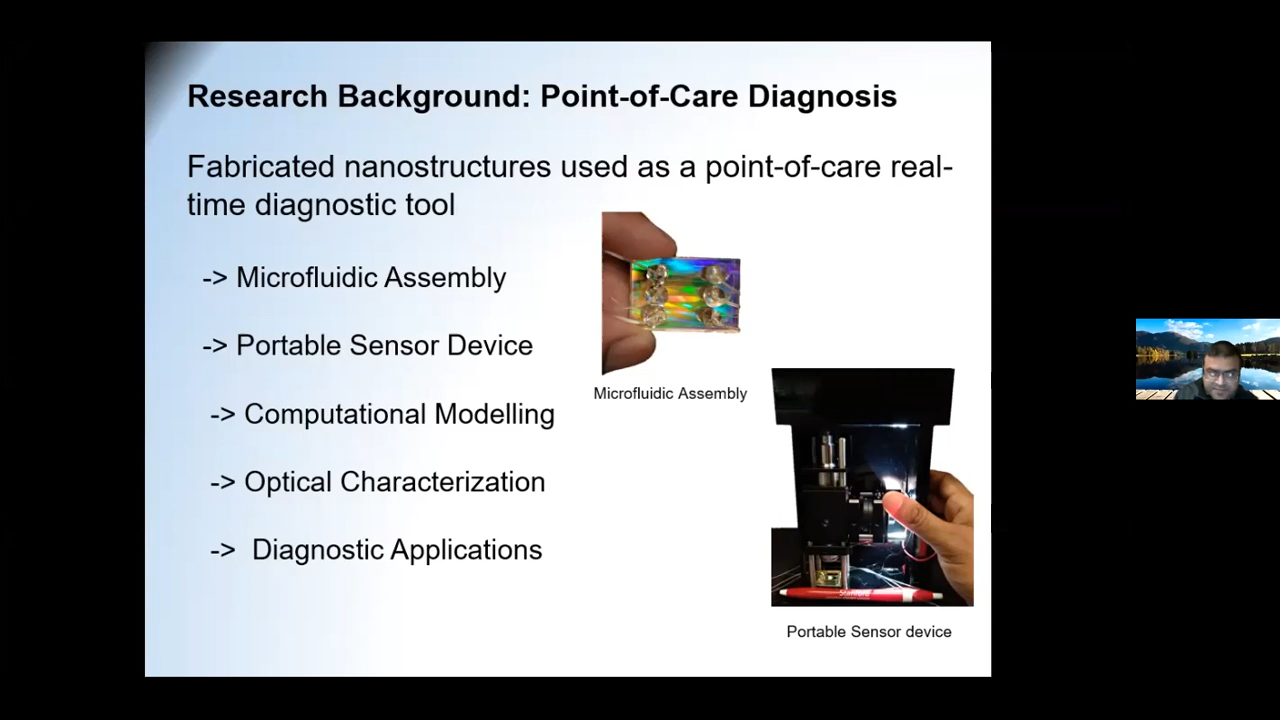 Research Background: Point-of-Care Diagnosis
Fabricated nanostructures used as a point-of-care real-
time diagnostic tool
-> Microfluidic Assembly
-> Portable Sensor Device
-> Computational Modelling
-> Optical Characterization
-> Diagnostic Applications
Microfluidic Assembly
Stanford
Portable Sensor device